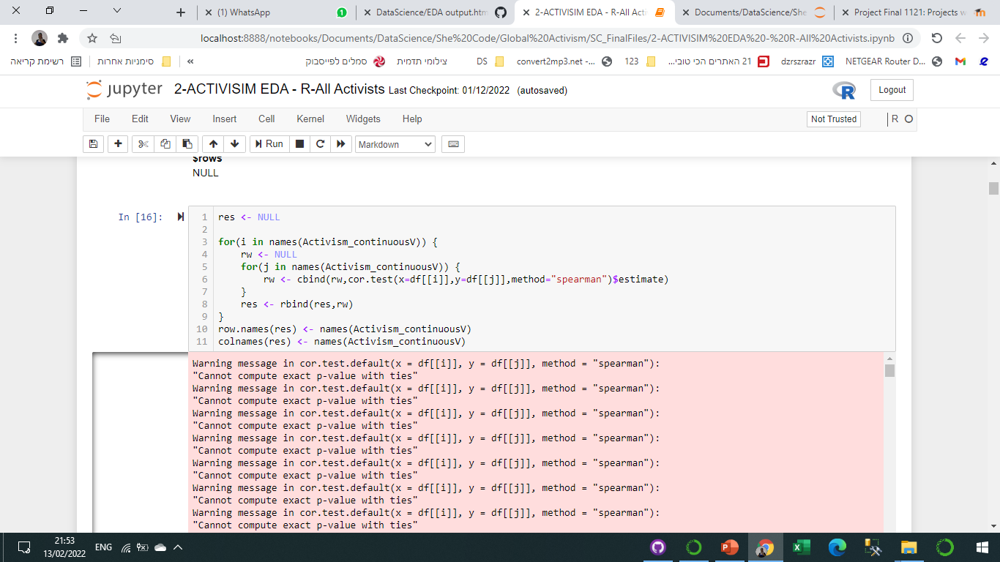 (1) WhatsApp
1
DataScience/EDA output.htm
2-ACTIVISIM EDA - R-All Acti
Documents/DataScience/She
Project Final 1121: Projects w
localhost:8888/notebooks/Documents/DataScience/She%20Code/Global%20Activism/SC_FinalFiles/2-ACTIVISIM%20EDA%20-%20R-All%20Activists.ipynb
רשימת קריאה
סימניות אחרות
«
סמלים לפייסבוק
צילומי תדמית
DS
convert2mp3.net -...
123
21 האתרים הכי טובי...
dzrszrazr
NETGEAR Router D...
jupyter 2-ACTIVISIM EDA - R-All Activists Last Checkpoint: 01/12/2022 (autosaved)
R
Logout
File Edit View Insert Cell Kernel Widgets Help
Not Trusted
R
Run
Markdown
$rows
NULL
In [16]:
1 res <- NULL
2
3 for(i in names(Activism_continuousV)) {
4 rw <- NULL
5 for(j in names(Activism_continuousV)) {
6 rw <- cbind(rw,cor.test(x=df[[i]],y=df[[j]],method="spearman")$estimate)
7 }
8 res <- rbind(res,rw)
9 }
10 row.names(res) <- names(Activism_continuousV)
11 colnames(res) <- names(Activism_continuousV)
Warning message in cor.test.default(x = df[[i]], y = df[[j]], method = "spearman"):
"Cannot compute exact p-value with ties"
Warning message in cor.test.default(x = df[[i]], y = df[[j]], method = "spearman"):
"Cannot compute exact p-value with ties"
Warning message in cor.test.default(x = df[[i]], y = df[[j]], method = "spearman"):
"Cannot compute exact p-value with ties"
Warning message in cor.test.default(x = df[[i]], y = df[[j]], method = "spearman"):
"Cannot compute exact p-value with ties"
Warning message in cor.test.default(x = df[[i]], y = df[[j]], method = "spearman"):
"Cannot compute exact p-value with ties"
Warning message in cor.test.default(x = df[[i]], y = df[[j]], method = "spearman"):
"Cannot compute exact p-value with ties"
Warning message in cor.test.default(x = df[[i]], y = df[[j]], method = "spearman"):
"Cannot compute exact p-value with ties"
21:53
13/02/2022
ENG